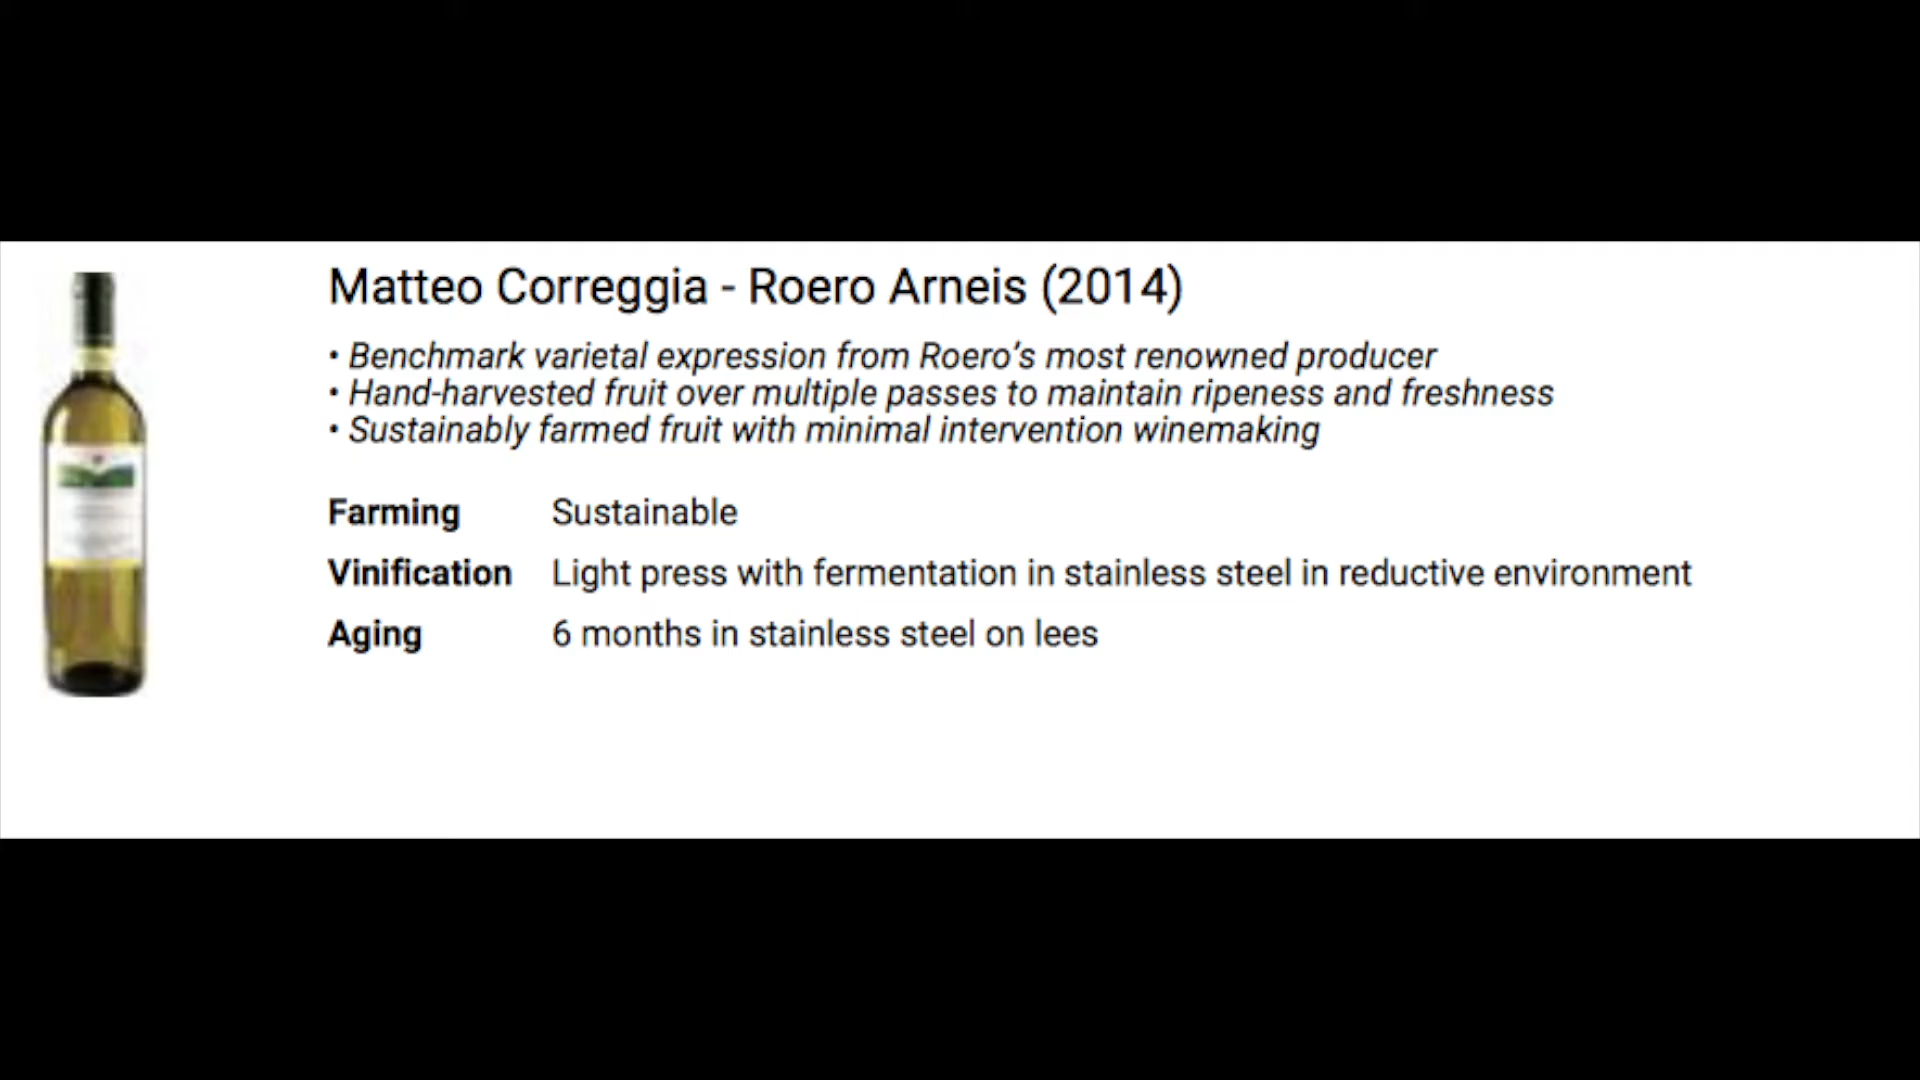 Matteo Correggia - Roero Arneis (2014)
• Benchmark varietal expression from Roero’s most renowned producer
• Hand-harvested fruit over multiple passes to maintain ripeness and freshness
• Sustainably farmed fruit with minimal intervention winemaking
Farming Sustainable
Vinification Light press with fermentation in stainless steel in reductive environment
Aging 6 months in stainless steel on lees